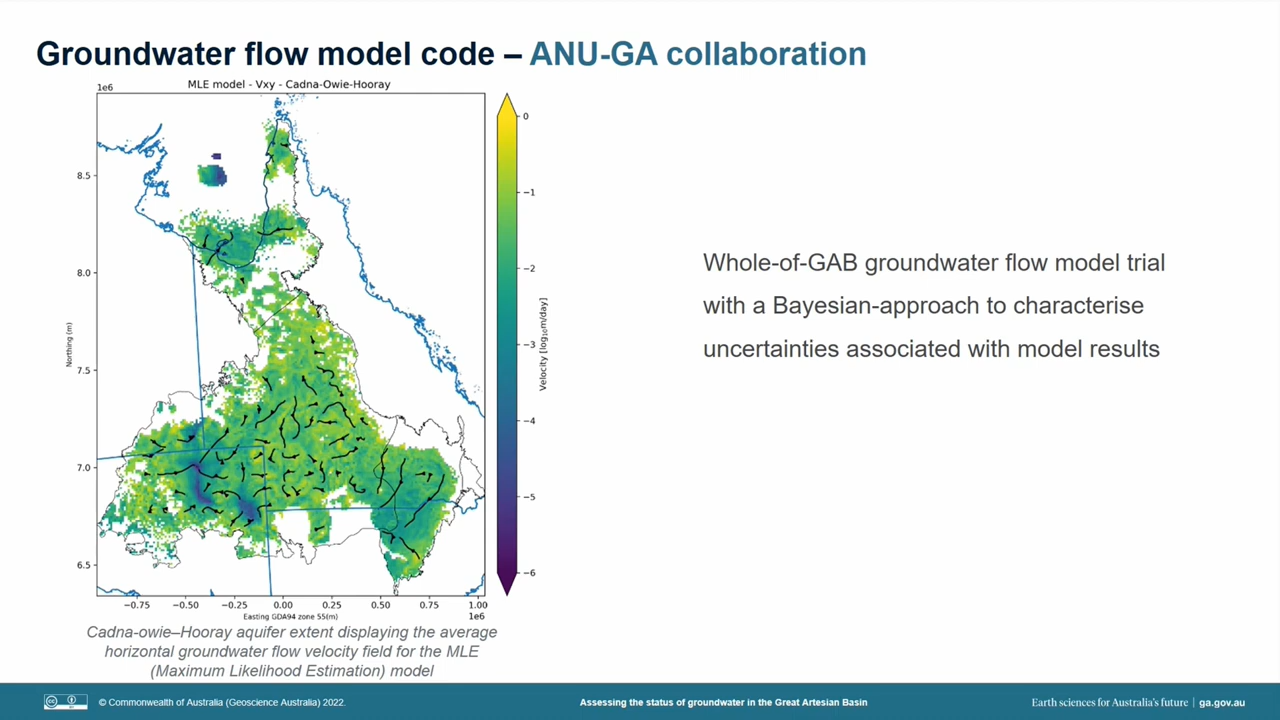 Groundwater flow model code – ANU-GA collaboration
MLE model - Vxy - Cadna-Owie-Hooray
1e6
8.5
8.0
7.5
7.0
6.5
Northing (m)
−0.75 −0.50 −0.25 0.00 0.25 0.50 0.75 1.00
1e6
Easting GDA94 zone 55(m)
0
−1
−2
−3
−4
−5
−6
Velocity [log₁₀m/day]
Cadna-owie–Hooray aquifer extent displaying the average
horizontal groundwater flow velocity field for the MLE
(Maximum Likelihood Estimation) model
Whole-of-GAB groundwater flow model trial
with a Bayesian-approach to characterise
uncertainties associated with model results
cc BY
© Commonwealth of Australia (Geoscience Australia) 2022.
Assessing the status of groundwater in the Great Artesian Basin
Earth sciences for Australia's future | ga.gov.au